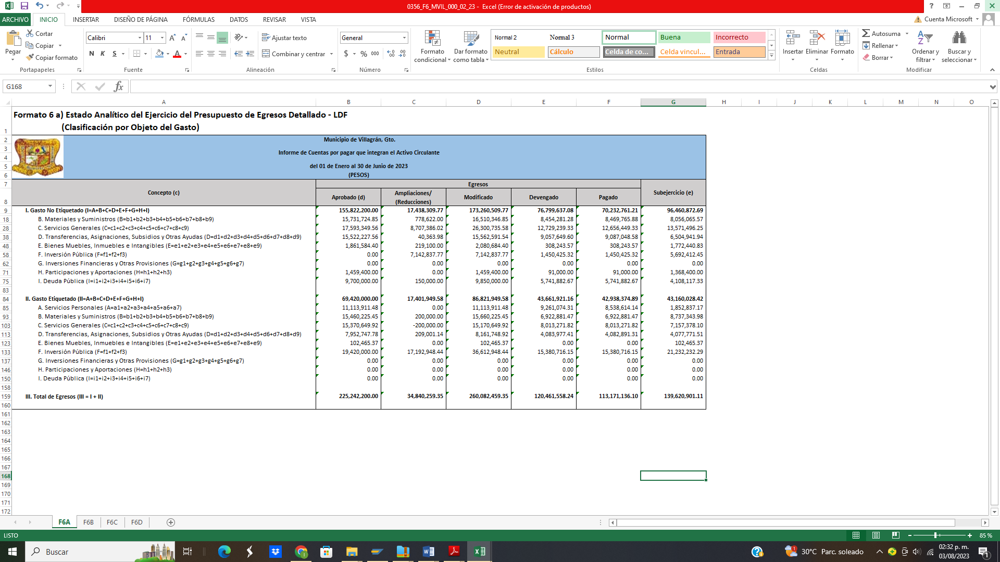 0356_F6_MVIL_000_02_23 - Excel (Error de activación de productos)
ARCHIVO INICIO INSERTAR DISEÑO DE PÁGINA FÓRMULAS DATOS REVISAR VISTA Cuenta Microsoft
Pegar
Cortar
Copiar
Copiar formato
Portapapeles
Calibri 11
N K S
Fuente
Ajustar texto
Combinar y centrar
Alineación
General
$ % 000
Número
Formato condicional
Dar formato como tabla
Normal 2 Normal 3 Normal Buena Incorrecto
Neutral Cálculo Celda de co... Celda vincul... Entrada
Estilos
Insertar Eliminar Formato
Celdas
Autosuma
Rellenar
Borrar
Ordenar y filtrar
Buscar y seleccionar
Modificar
G168 fx
A B C D E F G H I J K L M N O
1 Formato 6 a) Estado Analítico del Ejercicio del Presupuesto de Egresos Detallado - LDF
(Clasificación por Objeto del Gasto)
2 Municipio de Villagrán, Gto.
3
4 Informe de Cuentas por pagar que integran el Activo Circulante
5 del 01 de Enero al 30 de Junio de 2023
6 (PESOS)
7 Egresos
8 Concepto (c) Aprobado (d) Ampliaciones/ (Reducciones) Modificado Devengado Pagado Subejercicio (e)
9 I. Gasto No Etiquetado (I=A+B+C+D+E+F+G+H+I) 155,822,200.00 17,438,309.77 173,260,509.77 76,799,637.08 70,232,761.21 96,460,872.69
18 B. Materiales y Suministros (B=b1+b2+b3+b4+b5+b6+b7+b8+b9) 15,731,724.85 778,622.00 16,510,346.85 8,454,281.28 8,469,765.88 8,056,065.57
28 C. Servicios Generales (C=c1+c2+c3+c4+c5+c6+c7+c8+c9) 17,593,349.56 8,707,386.02 26,300,735.58 12,729,239.33 12,656,449.33 13,571,496.25
38 D. Transferencias, Asignaciones, Subsidios y Otras Ayudas (D=d1+d2+d3+d4+d5+d6+d7+d8+d9) 15,522,227.56 40,363.98 15,562,591.54 9,057,649.60 9,087,048.58 6,504,941.94
48 E. Bienes Muebles, Inmuebles e Intangibles (E=e1+e2+e3+e4+e5+e6+e7+e8+e9) 1,861,584.40 219,100.00 2,080,684.40 308,243.57 308,243.57 1,772,440.83
58 F. Inversión Pública (F=f1+f2+f3) 0.00 7,142,837.77 7,142,837.77 1,450,425.32 1,450,425.32 5,692,412.45
62 G. Inversiones Financieras y Otras Provisiones (G=g1+g2+g3+g4+g5+g6+g7) 0.00 0.00 0.00 0.00 0.00 0.00
71 H. Participaciones y Aportaciones (H=h1+h2+h3) 1,459,400.00 0.00 1,459,400.00 91,000.00 91,000.00 1,368,400.00
75 I. Deuda Pública (I=i1+i2+i3+i4+i5+i6+i7) 9,700,000.00 150,000.00 9,850,000.00 5,741,882.67 5,741,882.67 4,108,117.33
83
84 II. Gasto Etiquetado (II=A+B+C+D+E+F+G+H+I) 69,420,000.00 17,401,949.58 86,821,949.58 43,661,921.16 42,938,374.89 43,160,028.42
85 A. Servicios Personales (A=a1+a2+a3+a4+a5+a6+a7) 11,113,911.48 0.00 11,113,911.48 9,261,074.31 8,538,614.14 1,852,837.17
93 B. Materiales y Suministros (B=b1+b2+b3+b4+b5+b6+b7+b8+b9) 15,460,225.45 200,000.00 15,660,225.45 6,922,881.47 6,922,881.47 8,737,343.98
103 C. Servicios Generales (C=c1+c2+c3+c4+c5+c6+c7+c8+c9) 15,370,649.92 -200,000.00 15,170,649.92 8,013,271.82 8,013,271.82 7,157,378.10
113 D. Transferencias, Asignaciones, Subsidios y Otras Ayudas (D=d1+d2+d3+d4+d5+d6+d7+d8+d9) 7,952,747.78 209,001.14 8,161,748.92 4,083,977.41 4,082,891.31 4,077,771.51
123 E. Bienes Muebles, Inmuebles e Intangibles (E=e1+e2+e3+e4+e5+e6+e7+e8+e9) 102,465.37 0.00 102,465.37 0.00 0.00 102,465.37
133 F. Inversión Pública (F=f1+f2+f3) 19,420,000.00 17,192,948.44 36,612,948.44 15,380,716.15 15,380,716.15 21,232,232.29
137 G. Inversiones Financieras y Otras Provisiones (G=g1+g2+g3+g4+g5+g6+g7) 0.00 0.00 0.00 0.00 0.00 0.00
146 H. Participaciones y Aportaciones (H=h1+h2+h3) 0.00 0.00 0.00 0.00 0.00 0.00
150 I. Deuda Pública (I=i1+i2+i3+i4+i5+i6+i7) 0.00 0.00 0.00 0.00 0.00 0.00
158
159 III. Total de Egresos (III = I + II) 225,242,200.00 34,840,259.35 260,082,459.35 120,461,558.24 113,171,136.10 139,620,901.11
160
161
162
163
164
165
166
167
168
169
170
171
172
F6A F6B F6C F6D
LISTO 85 %
Buscar 30°C Parc. soleado 02:32 p. m.
03/08/2023